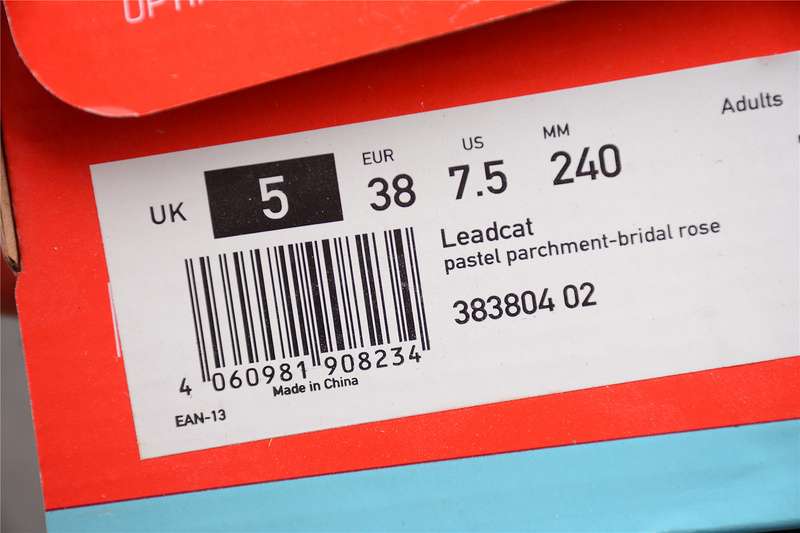 Adults
UK 5 EUR 38 US 7.5 MM 240
Leadcat
pastel parchment-bridal rose
383804 02
4 060981 908234
Made in China
EAN-13